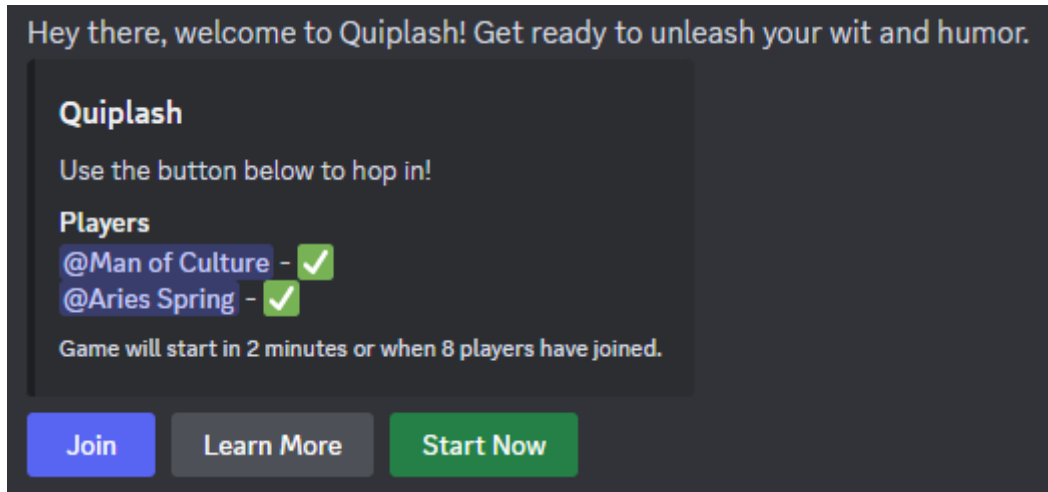 Hey there, welcome to Quiplash! Get ready to unleash your wit and humor.
Quiplash
Use the button below to hop in!
Players
@Man of Culture - ✅
@Aries Spring - ✅
Game will start in 2 minutes or when 8 players have joined.
Join Learn More Start Now